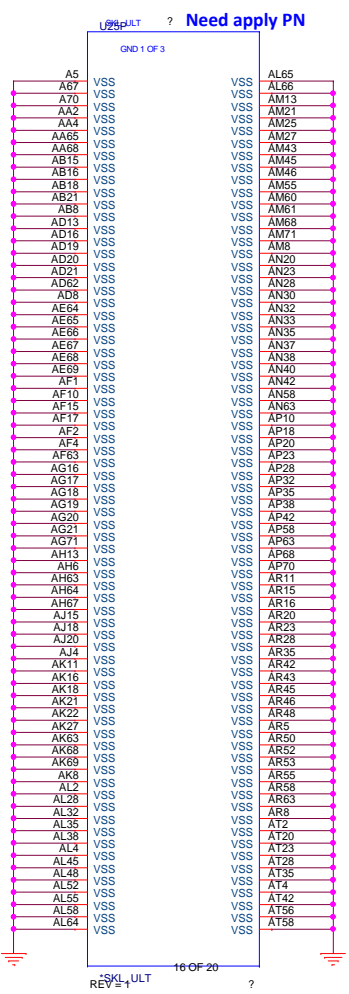 SKL_ULT ? Need apply PN
U25P
GND 1 OF 3
A5 VSS VSS AL65
A67 VSS VSS AL66
A70 VSS VSS AM13
AA2 VSS VSS AM21
AA4 VSS VSS AM25
AA65 VSS VSS AM27
AA68 VSS VSS AM43
AB15 VSS VSS AM45
AB16 VSS VSS AM46
AB18 VSS VSS AM55
AB21 VSS VSS AM60
AB8 VSS VSS AM61
AD13 VSS VSS AM68
AD16 VSS VSS AM71
AD19 VSS VSS AM8
AD20 VSS VSS AN20
AD21 VSS VSS AN23
AD62 VSS VSS AN28
AD8 VSS VSS AN30
AE64 VSS VSS AN32
AE65 VSS VSS AN33
AE66 VSS VSS AN35
AE67 VSS VSS AN37
AE68 VSS VSS AN38
AE69 VSS VSS AN40
AF1 VSS VSS AN42
AF10 VSS VSS AN58
AF15 VSS VSS AN63
AF17 VSS VSS AP10
AF2 VSS VSS AP18
AF4 VSS VSS AP20
AF63 VSS VSS AP23
AG16 VSS VSS AP28
AG17 VSS VSS AP32
AG18 VSS VSS AP35
AG19 VSS VSS AP38
AG20 VSS VSS AP42
AG21 VSS VSS AP58
AG71 VSS VSS AP63
AH13 VSS VSS AP68
AH6 VSS VSS AP70
AH63 VSS VSS AR11
AH64 VSS VSS AR15
AH67 VSS VSS AR16
AJ15 VSS VSS AR20
AJ18 VSS VSS AR23
AJ20 VSS VSS AR28
AJ4 VSS VSS AR35
AK11 VSS VSS AR42
AK16 VSS VSS AR43
AK18 VSS VSS AR45
AK21 VSS VSS AR46
AK22 VSS VSS AR48
AK27 VSS VSS AR5
AK63 VSS VSS AR50
AK68 VSS VSS AR52
AK69 VSS VSS AR53
AK8 VSS VSS AR55
AL2 VSS VSS AR58
AL28 VSS VSS AR63
AL32 VSS VSS AR8
AL35 VSS VSS AT2
AL38 VSS VSS AT20
AL4 VSS VSS AT23
AL45 VSS VSS AT28
AL48 VSS VSS AT35
AL52 VSS VSS AT4
AL55 VSS VSS AT42
AL58 VSS VSS AT56
AL64 VSS VSS AT58
16 OF 20
*SKL_ULT
REV = 1 ?